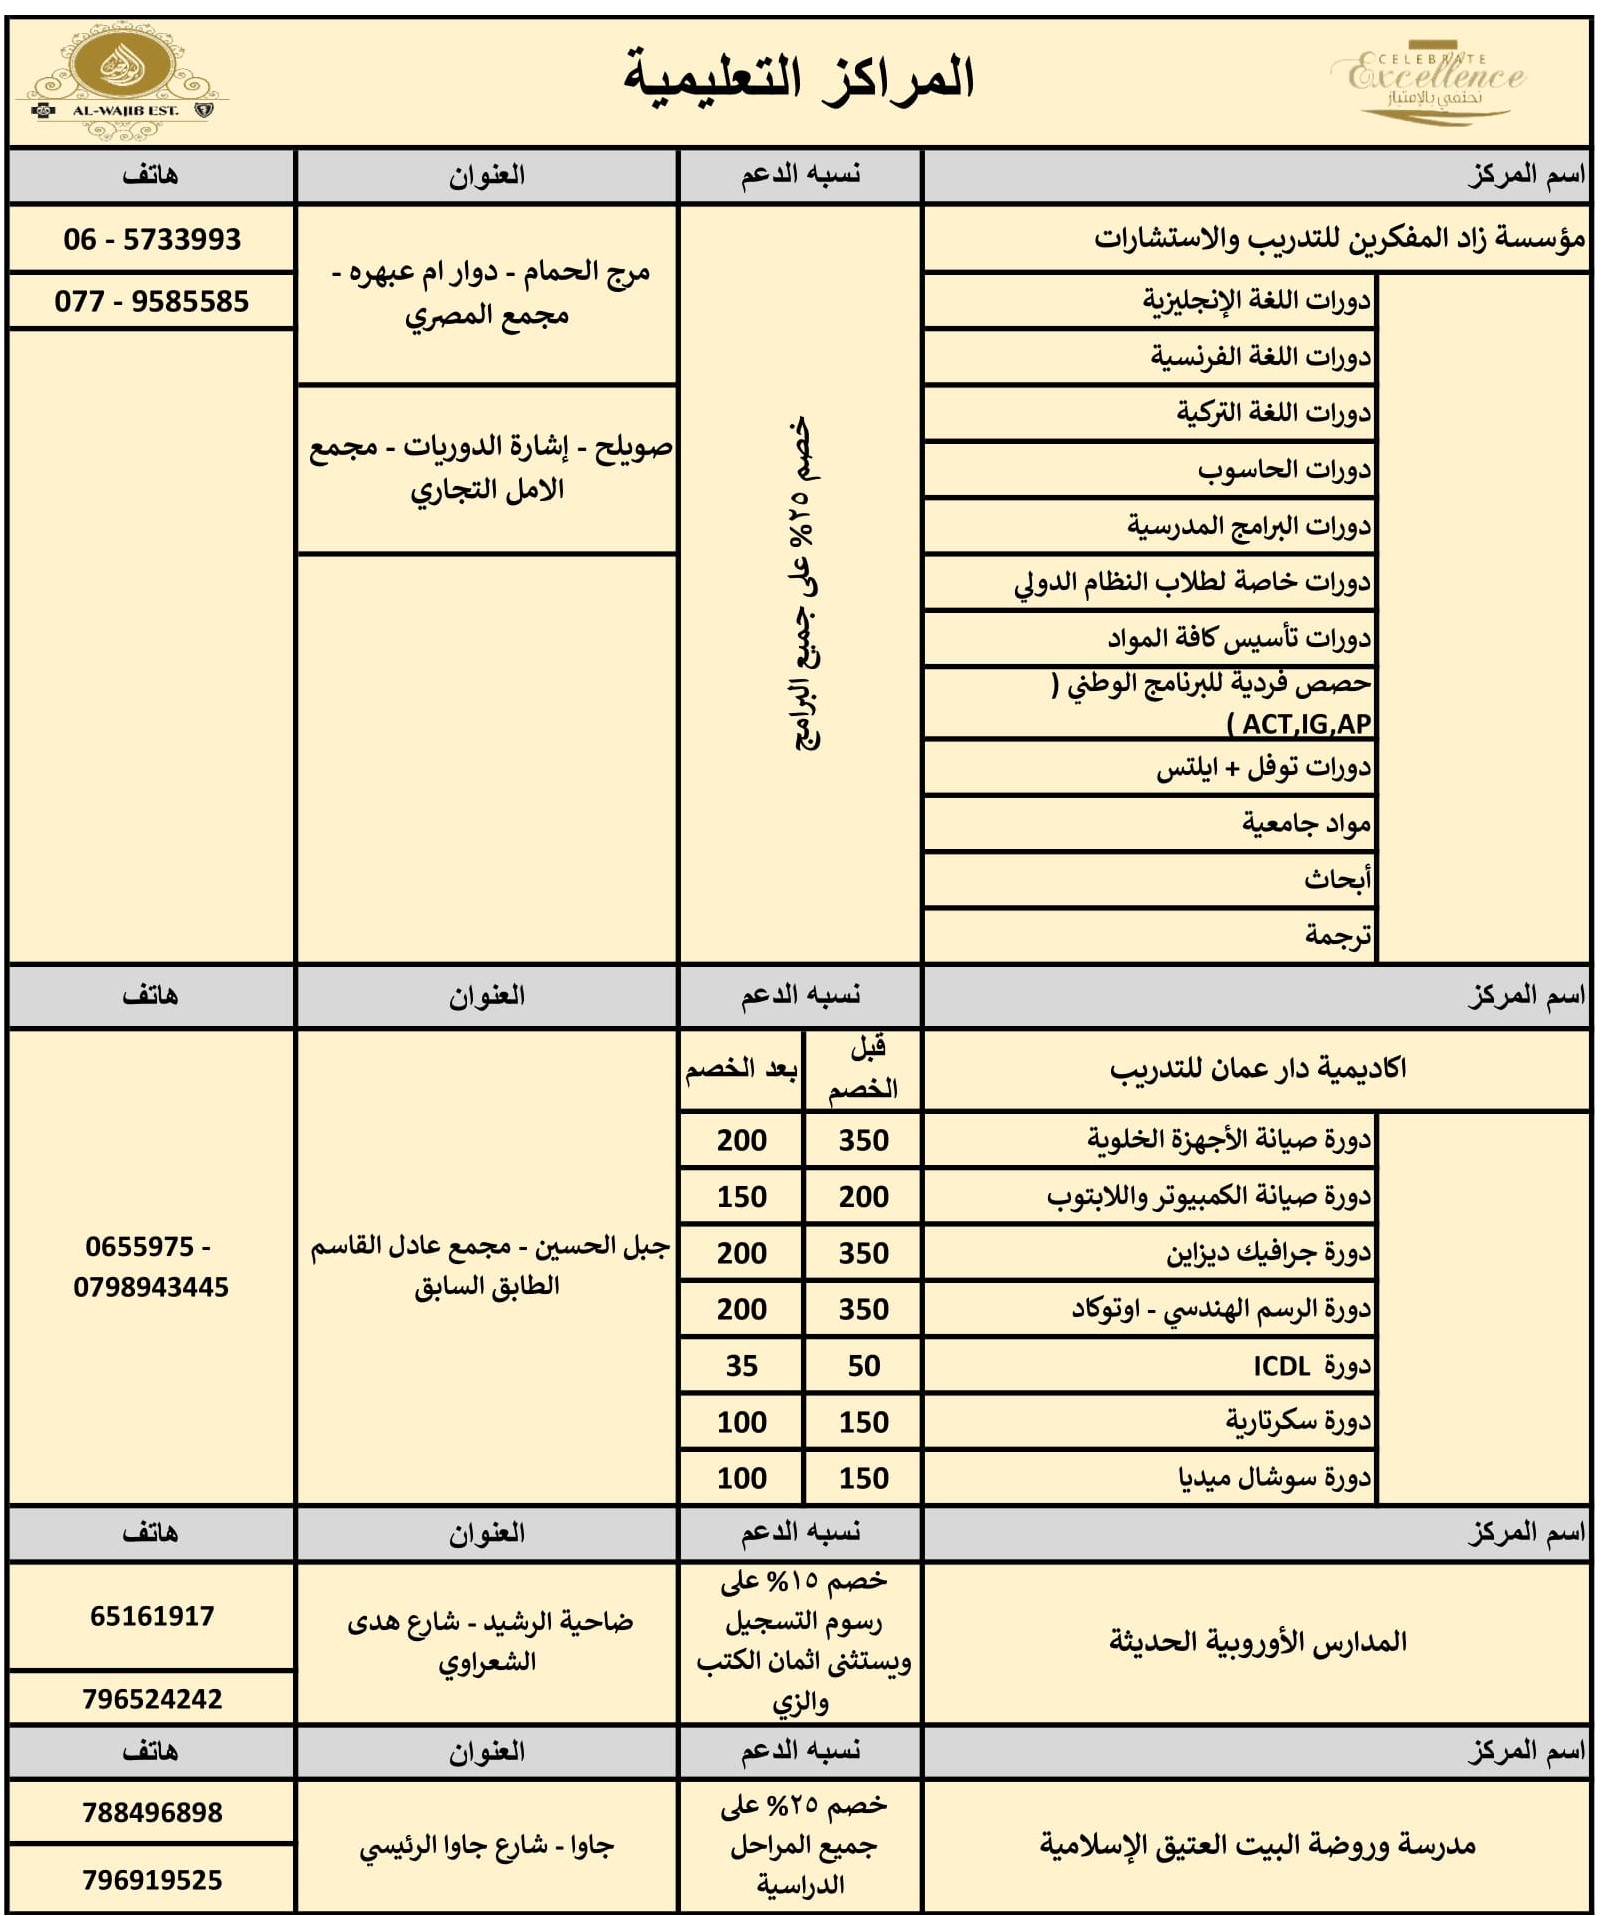 CELEBRATE
Excellence
نحتفي بالإمتياز
المراكز التعليمية
AL-WAJIB EST.
اسم المركز نسبه الدعم العنوان هاتف
مؤسسة زاد المفكرين للتدريب والاستشارات
دورات اللغة الإنجليزية
دورات اللغة الفرنسية
دورات اللغة التركية
دورات الحاسوب
دورات البرامج المدرسية
دورات خاصة لطلاب النظام الدولي
دورات تأسيس كافة المواد
حصص فردية للبرنامج الوطني (
ACT,IG,AP )
دورات توفل + ايلتس
مواد جامعية
أبحاث
ترجمة
خصم ٢٥% على جميع البرامج
مرج الحمام - دوار ام عبهره -
مجمع المصري
صويلح - إشارة الدوريات - مجمع
الامل التجاري
06 - 5733993
077 - 9585585
اسم المركز نسبه الدعم العنوان هاتف
اكاديمية دار عمان للتدريب
قبل
الخصم
بعد الخصم
دورة صيانة الأجهزة الخلوية 350 200
دورة صيانة الكمبيوتر واللابتوب 200 150
دورة جرافيك ديزاين 350 200
دورة الرسم الهندسي - اوتوكاد 350 200
دورة ICDL 50 35
دورة سكرتارية 150 100
دورة سوشال ميديا 150 100
جبل الحسين - مجمع عادل القاسم
الطابق السابق
0655975 -
0798943445
اسم المركز نسبه الدعم العنوان هاتف
المدارس الأوروبية الحديثة
خصم ١٥% على
رسوم التسجيل
ويستثنى اثمان الكتب
والزي
ضاحية الرشيد - شارع هدى
الشعراوي
65161917
796524242
اسم المركز نسبه الدعم العنوان هاتف
مدرسة وروضة البيت العتيق الإسلامية
خصم ٢٥% على
جميع المراحل
الدراسية
جاوا - شارع جاوا الرئيسي
788496898
796919525